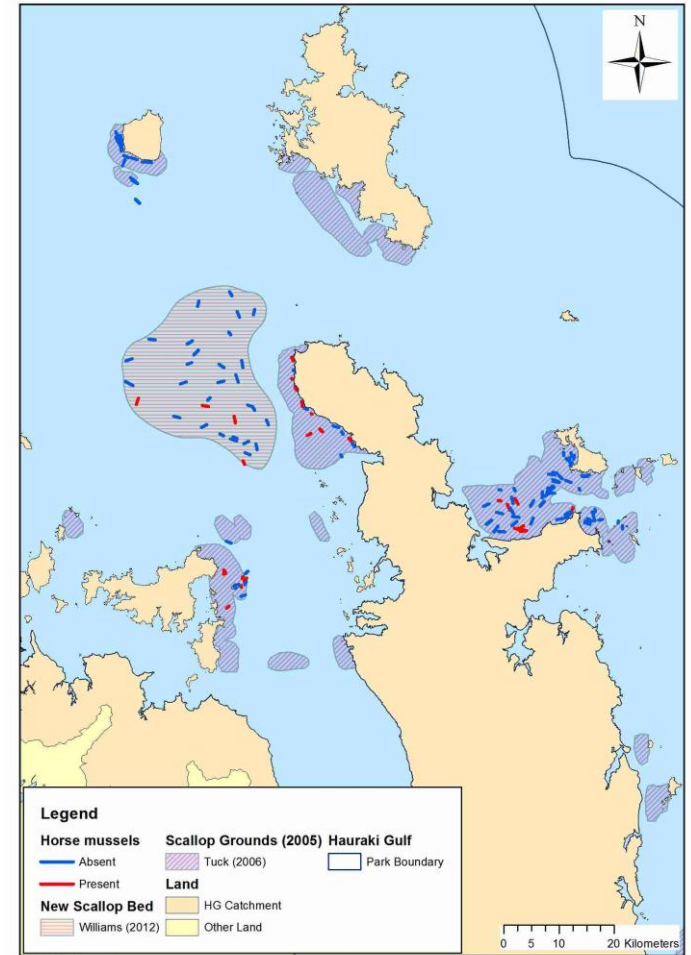 N
Legend
Horse mussels
Absent
Present
New Scallop Bed
Williams (2012)
Scallop Grounds (2005)
Tuck (2006)
Land
HG Catchment
Other Land
Hauraki Gulf
Park Boundary
0 5 10 20 Kilometers